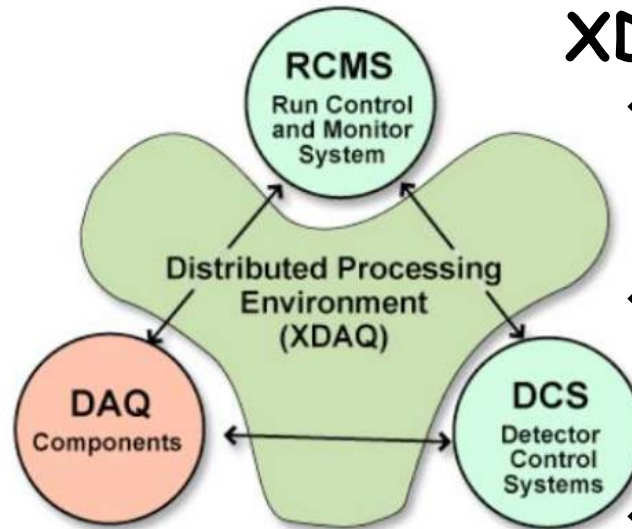 RCMS
Run Control
and Monitor
System
Distributed Processing
Environment
(XDAQ)
DAQ
Components
DCS
Detector
Control
Systems